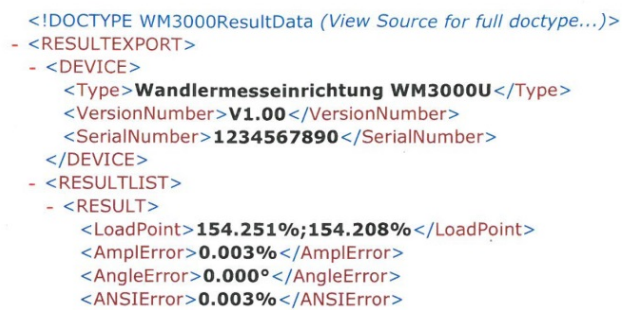 <!DOCTYPE WM3000ResultData (View Source for full doctype...)>
- <RESULTEXPORT>
- <DEVICE>
<Type>Wandlermesseinrichtung WM3000U</Type>
<VersionNumber>V1.00</VersionNumber>
<SerialNumber>1234567890</SerialNumber>
</DEVICE>
- <RESULTLIST>
- <RESULT>
<LoadPoint>154.251%;154.208%</LoadPoint>
<AmplError>0.003%</AmplError>
<AngleError>0.000°</AngleError>
<ANSIError>0.003%</ANSIError>